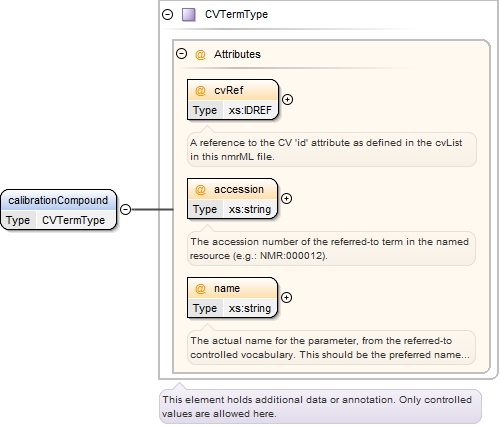 CVTermType
@ Attributes
@ cvRef
Type xs:IDREF
A reference to the CV 'id' attribute as defined in the cvList
in this nmrML file.
calibrationCompound
Type CVTermType
@ accession
Type xs:string
The accession number of the referred-to term in the named
resource (e.g.: NMR:000012).
@ name
Type xs:string
The actual name for the parameter, from the referred-to
controlled vocabulary. This should be the preferred name...
This element holds additional data or annotation. Only controlled
values are allowed here.